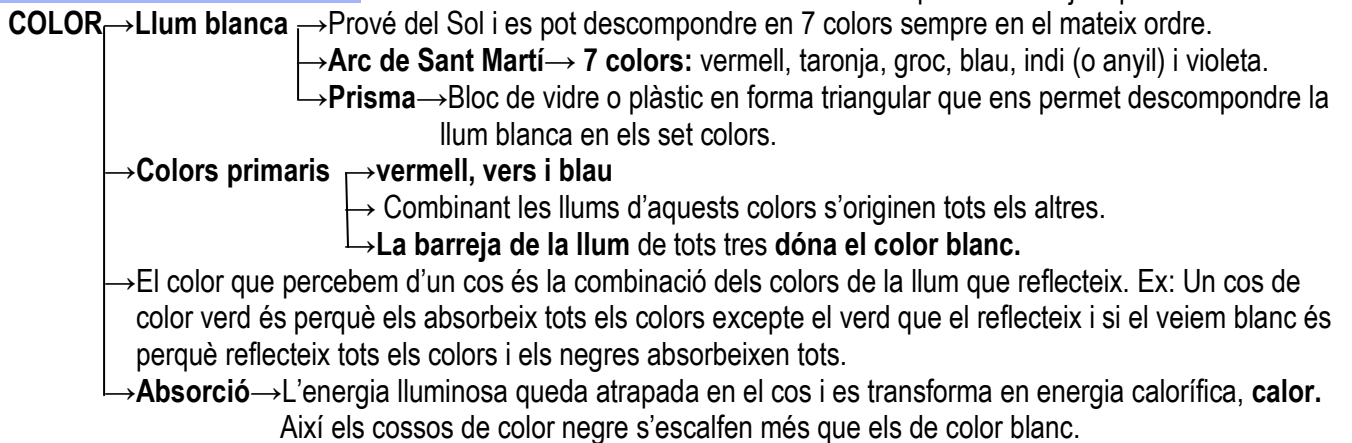 COLOR→Llum blanca →Prové del Sol i es pot descompondre en 7 colors sempre en el mateix ordre.
→Arc de Sant Martí→ 7 colors: vermell, taronja, groc, blau, indi (o anyil) i violeta.
→Prisma→Bloc de vidre o plàstic en forma triangular que ens permet descompondre la
llum blanca en els set colors.
→Colors primaris →vermell, vers i blau
→ Combinant les llums d’aquests colors s’originen tots els altres.
→La barreja de la llum de tots tres dóna el color blanc.
→El color que percebem d’un cos és la combinació dels colors de la llum que reflecteix. Ex: Un cos de
color verd és perquè els absorbeix tots els colors excepte el verd que el reflecteix i si el veiem blanc és
perquè reflecteix tots els colors i els negres absorbeixen tots.
→Absorció→L’energia lluminosa queda atrapada en el cos i es transforma en energia calorífica, calor.
Així els cossos de color negre s’escalfen més que els de color blanc.